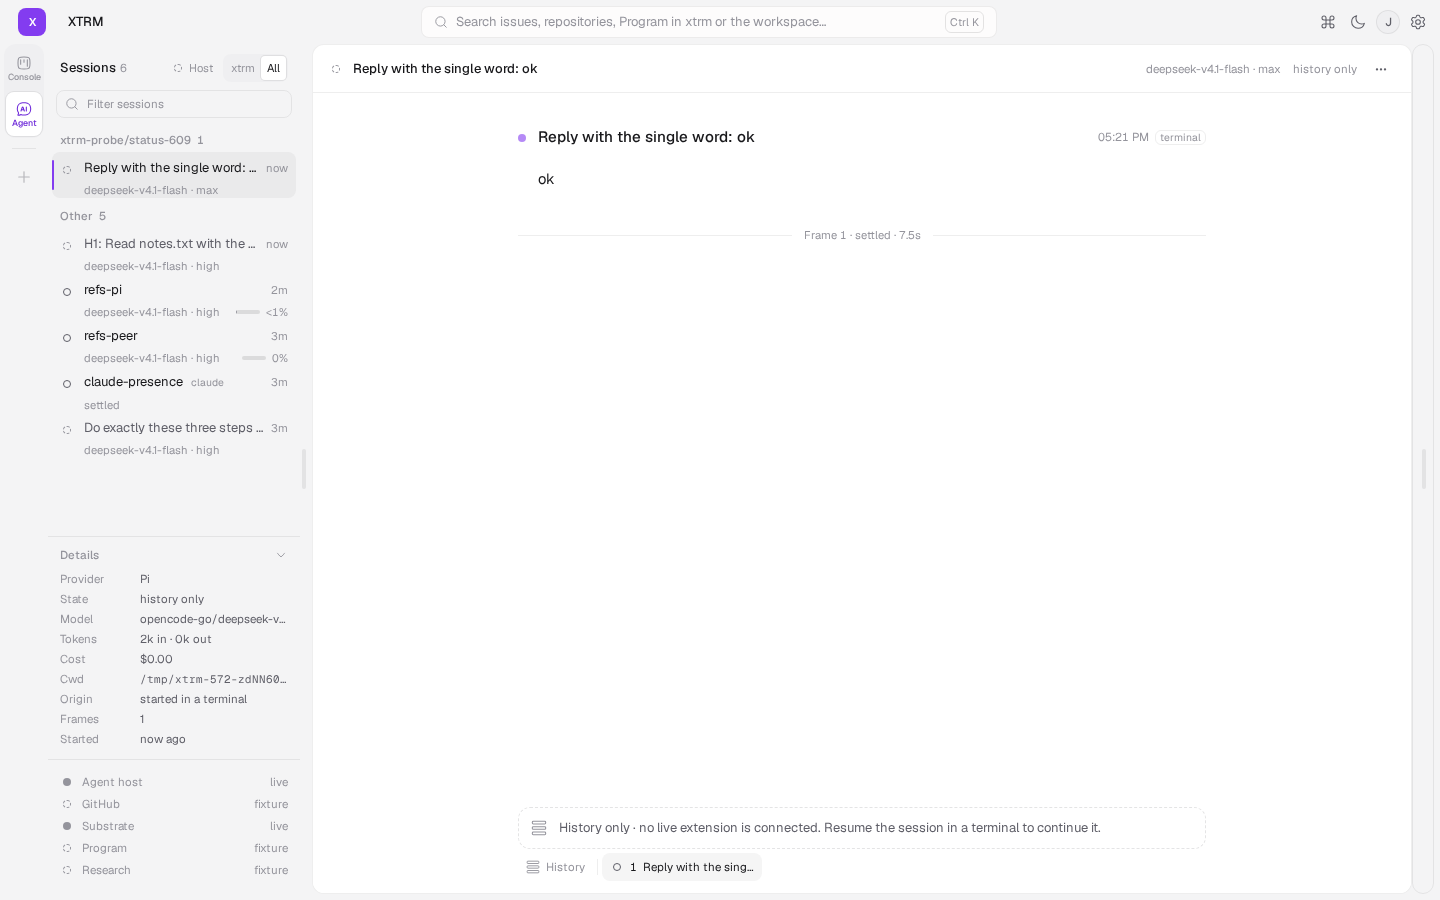 X XTRM Search issues, repositories, Program in xtrm or the workspace... Ctrl K J
Console
Agent
Sessions 6 Host xtrm All
Filter sessions
xtrm-probe/status-609 1
Reply with the single word: ... now
deepseek-v4.1-flash · max
Other 5
H1: Read notes.txt with the ... now
deepseek-v4.1-flash · high
refs-pi 2m
deepseek-v4.1-flash · high <1%
refs-peer 3m
deepseek-v4.1-flash · high 0%
claude-presence claude 3m
settled
Do exactly these three steps ... 3m
deepseek-v4.1-flash · high
Details
Provider Pi
State history only
Model opencode-go/deepseek-v...
Tokens 2k in · 0k out
Cost $0.00
Cwd /tmp/xtrm-572-zdNN60...
Origin started in a terminal
Frames 1
Started now ago
Agent host live
GitHub fixture
Substrate live
Program fixture
Research fixture
Reply with the single word: ok deepseek-v4.1-flash · max history only ...
Reply with the single word: ok 05:21 PM terminal
ok
Frame 1 · settled · 7.5s
History only · no live extension is connected. Resume the session in a terminal to continue it.
History 1 Reply with the sing...